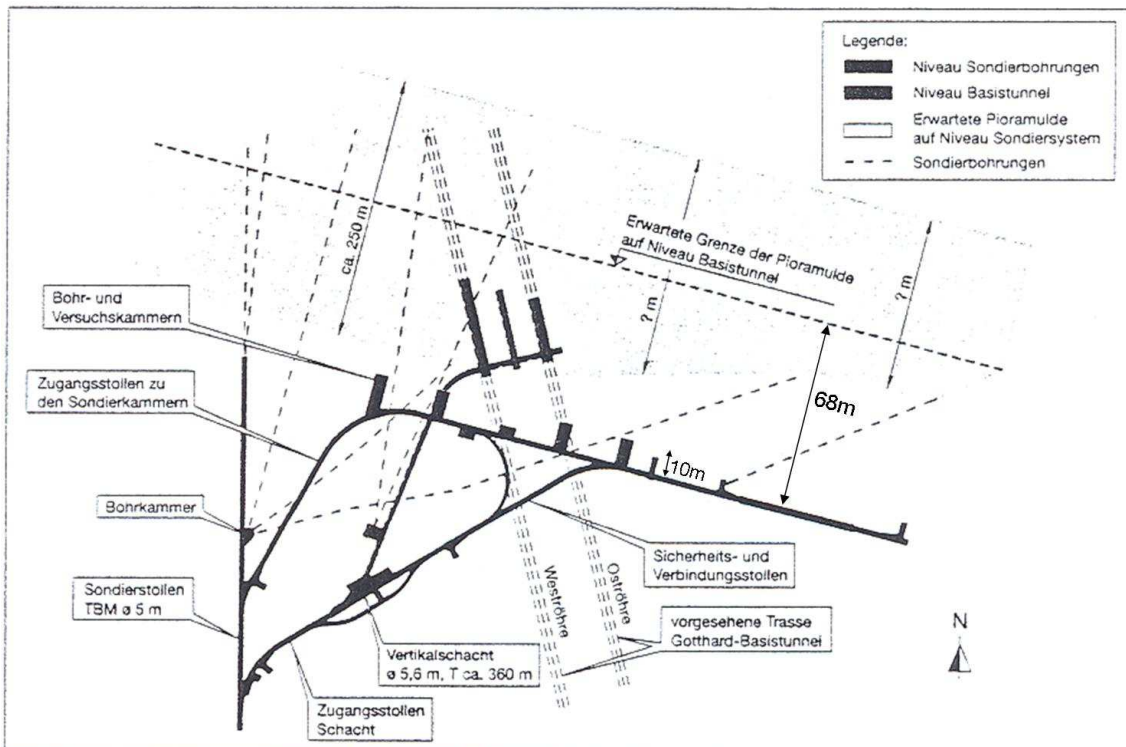 Legende:
Niveau Sondierbohrungen
Niveau Basistunnel
Erwartete Pioramulde
auf Niveau Sondiersystem
Sondierbohrungen
ca. 250 m
Erwartete Grenze der Pioramulde
auf Niveau Basistunnel
? m
? m
Bohr- und
Versuchskammern
Zugangsstollen zu
den Sondierkammern
68m
10m
Bohrkammer
Sicherheits- und
Verbindungsstollen
Sondierstollen
TBM ø 5 m
Weströhre
Oströhre
vorgesehene Trasse
Gotthard-Basistunnel
Vertikalschacht
ø 5,6 m, T ca. 360 m
Zugangsstollen
Schacht
N